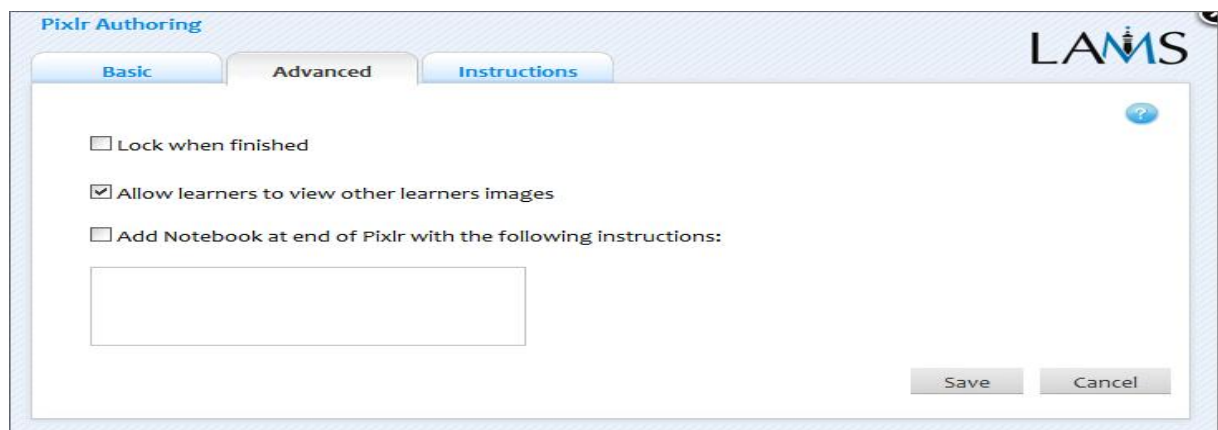 Pixlr Authoring
LAMS
Basic Advanced Instructions
?
Lock when finished
Allow learners to view other learners images
Add Notebook at end of Pixlr with the following instructions:
Save Cancel